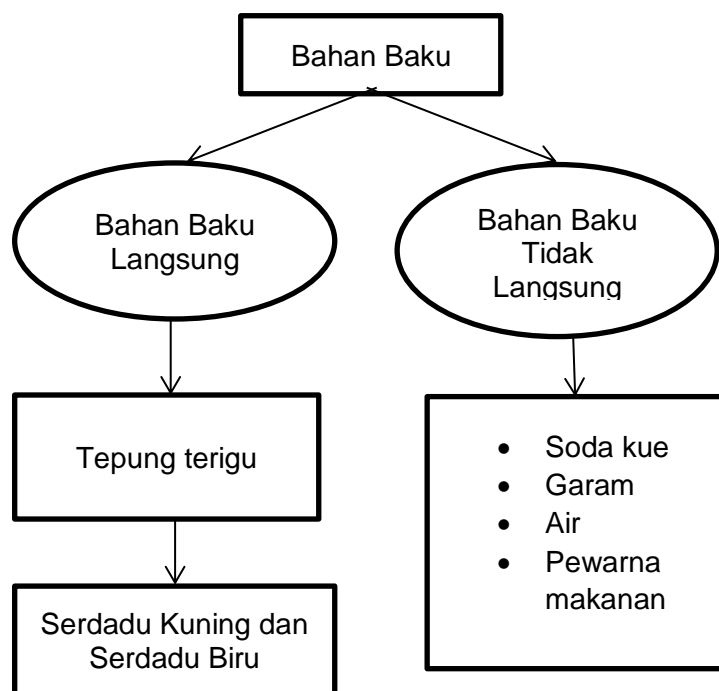 Bahan Baku
Bahan Baku
Langsung
Bahan Baku
Tidak
Langsung
Tepung terigu
• Soda kue
• Garam
• Air
• Pewarna
makanan
Serdadu Kuning dan
Serdadu Biru